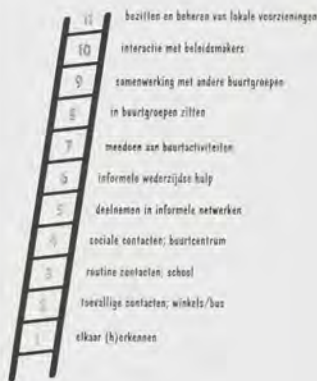 11 bezitten en beheren van lokale voorzieningen
10 interactie met beleidsmakers
9 samenwerking met andere buurtgroepen
8 in buurtgroepen zitten
7 meedoen aan buurtactiviteiten
6 informele wederzijdse hulp
5 deelnemen in informele netwerken
4 sociale contacten; buurtcentrum
3 routine contacten; school
2 toevallige contacten; winkels/bus
1 elkaar (h)erkennen